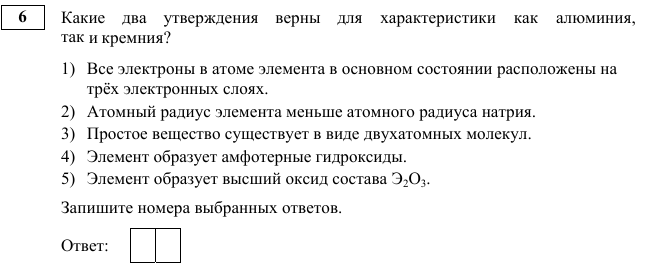 6 Какие два утверждения верны для характеристики как алюминия,
так и кремния?
1) Все электроны в атоме элемента в основном состоянии расположены на
трёх электронных слоях.
2) Атомный радиус элемента меньше атомного радиуса натрия.
3) Простое вещество существует в виде двухатомных молекул.
4) Элемент образует амфотерные гидроксиды.
5) Элемент образует высший оксид состава Э₂О₃.
Запишите номера выбранных ответов.
Ответ: